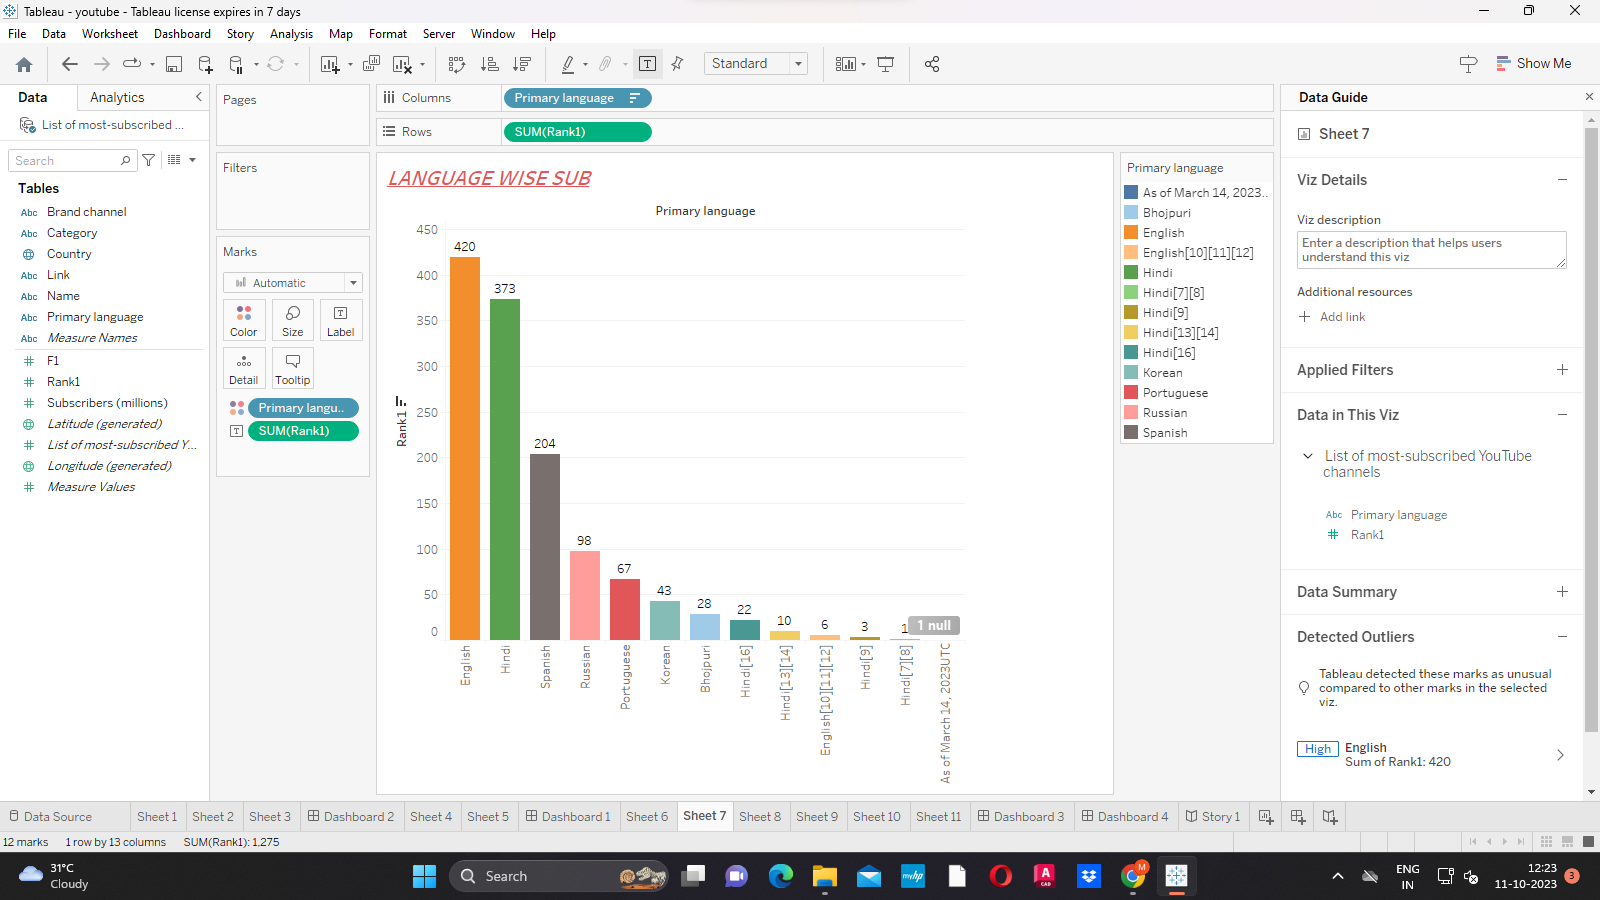 Tableau - youtube - Tableau license expires in 7 days
File Data Worksheet Dashboard Story Analysis Map Format Server Window Help
Standard
Show Me
Data Analytics
List of most-subscribed ...
Search
Tables
Abc Brand channel
Abc Category
Country
Abc Link
Abc Name
Abc Primary language
Abc Measure Names
F1
Rank1
Subscribers (millions)
Latitude (generated)
List of most-subscribed Y...
Longitude (generated)
Measure Values
Pages
Filters
Marks
Automatic
Color Size Label
Detail Tooltip
Primary langu..
SUM(Rank1)
Columns Primary language
Rows SUM(Rank1)
LANGUAGE WISE SUB
Primary language
Rank1
450
400
350
300
250
200
150
100
50
0
420
373
204
98
67
43
28
22
10
6
3
1
1 null
English
Hindi
Spanish
Russian
Portuguese
Korean
Bhojpuri
Hindi[16]
Hindi[13][14]
English[10][11][12]
Hindi[9]
Hindi[7][8]
As of March 14, 2023UTC
Primary language
As of March 14, 2023..
Bhojpuri
English
English[10][11][12]
Hindi
Hindi[7][8]
Hindi[9]
Hindi[13][14]
Hindi[16]
Korean
Portuguese
Russian
Spanish
Data Guide
Sheet 7
Viz Details
Viz description
Enter a description that helps users
understand this viz
Additional resources
Add link
Applied Filters
Data in This Viz
List of most-subscribed YouTube
channels
Abc Primary language
Rank1
Data Summary
Detected Outliers
Tableau detected these marks as unusual
compared to other marks in the selected
viz.
High English
Sum of Rank1: 420
Data Source Sheet 1 Sheet 2 Sheet 3 Dashboard 2 Sheet 4 Sheet 5 Dashboard 1 Sheet 6 Sheet 7 Sheet 8 Sheet 9 Sheet 10 Sheet 11 Dashboard 3 Dashboard 4 Story 1
12 marks 1 row by 13 columns SUM(Rank1): 1,275
31°C
Cloudy
Search
myhp
A
CAD
M
ENG
IN
12:23
11-10-2023
3